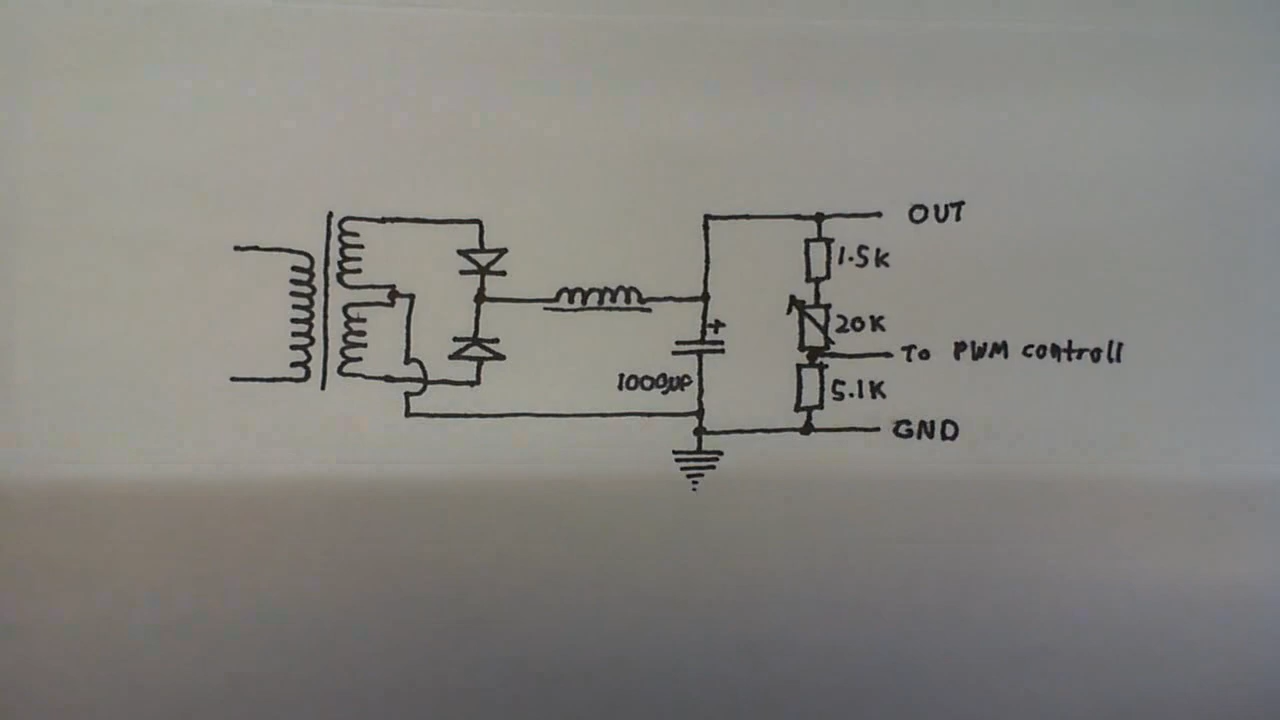 OUT
1.5K
20K
To PWM controll
1000μF
5.1K
GND